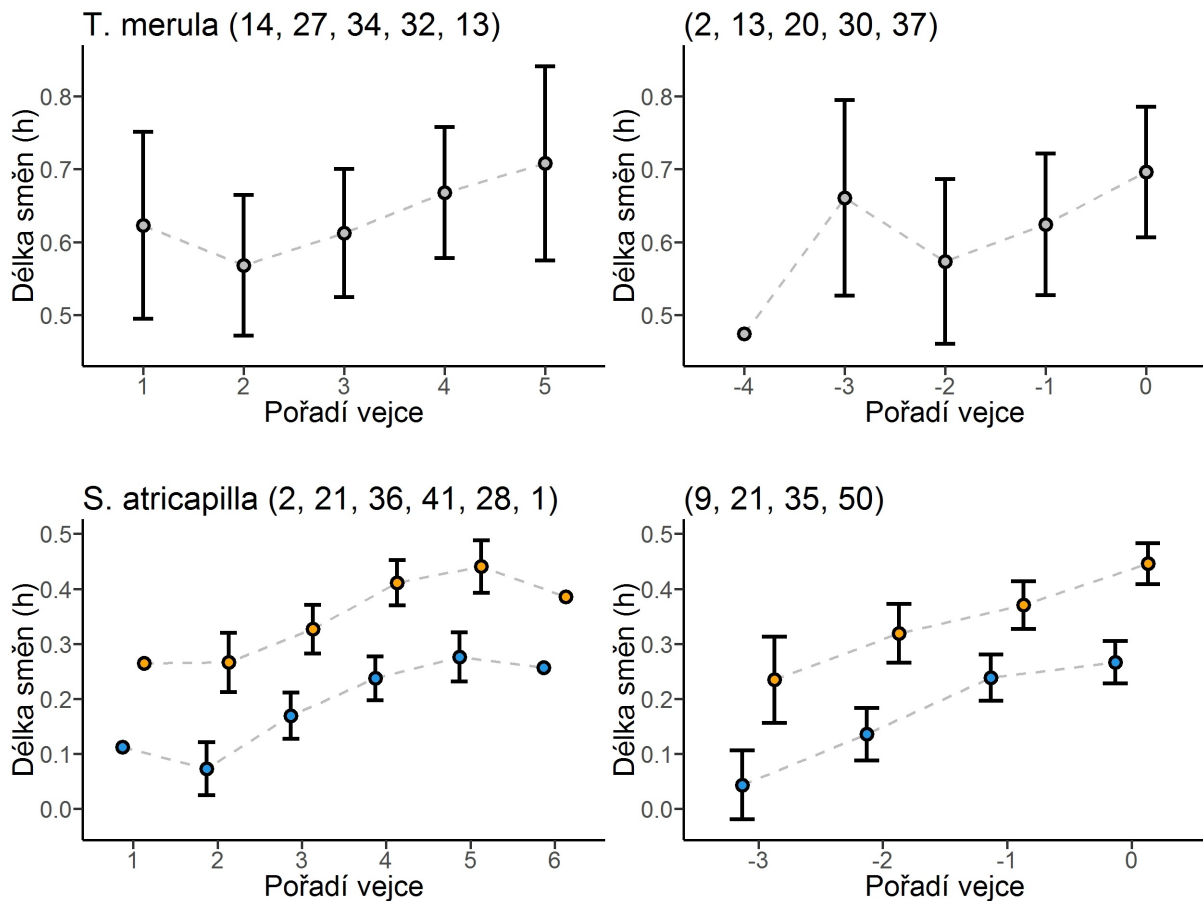 T. merula (14, 27, 34, 32, 13)
Délka směn (h)
0.8
0.7
0.6
0.5
1 2 3 4 5
Pořadí vejce
(2, 13, 20, 30, 37)
Délka směn (h)
0.8
0.7
0.6
0.5
-4 -3 -2 -1 0
Pořadí vejce
S. atricapilla (2, 21, 36, 41, 28, 1)
Délka směn (h)
0.5
0.4
0.3
0.2
0.1
0.0
1 2 3 4 5 6
Pořadí vejce
(9, 21, 35, 50)
Délka směn (h)
0.5
0.4
0.3
0.2
0.1
0.0
-3 -2 -1 0
Pořadí vejce